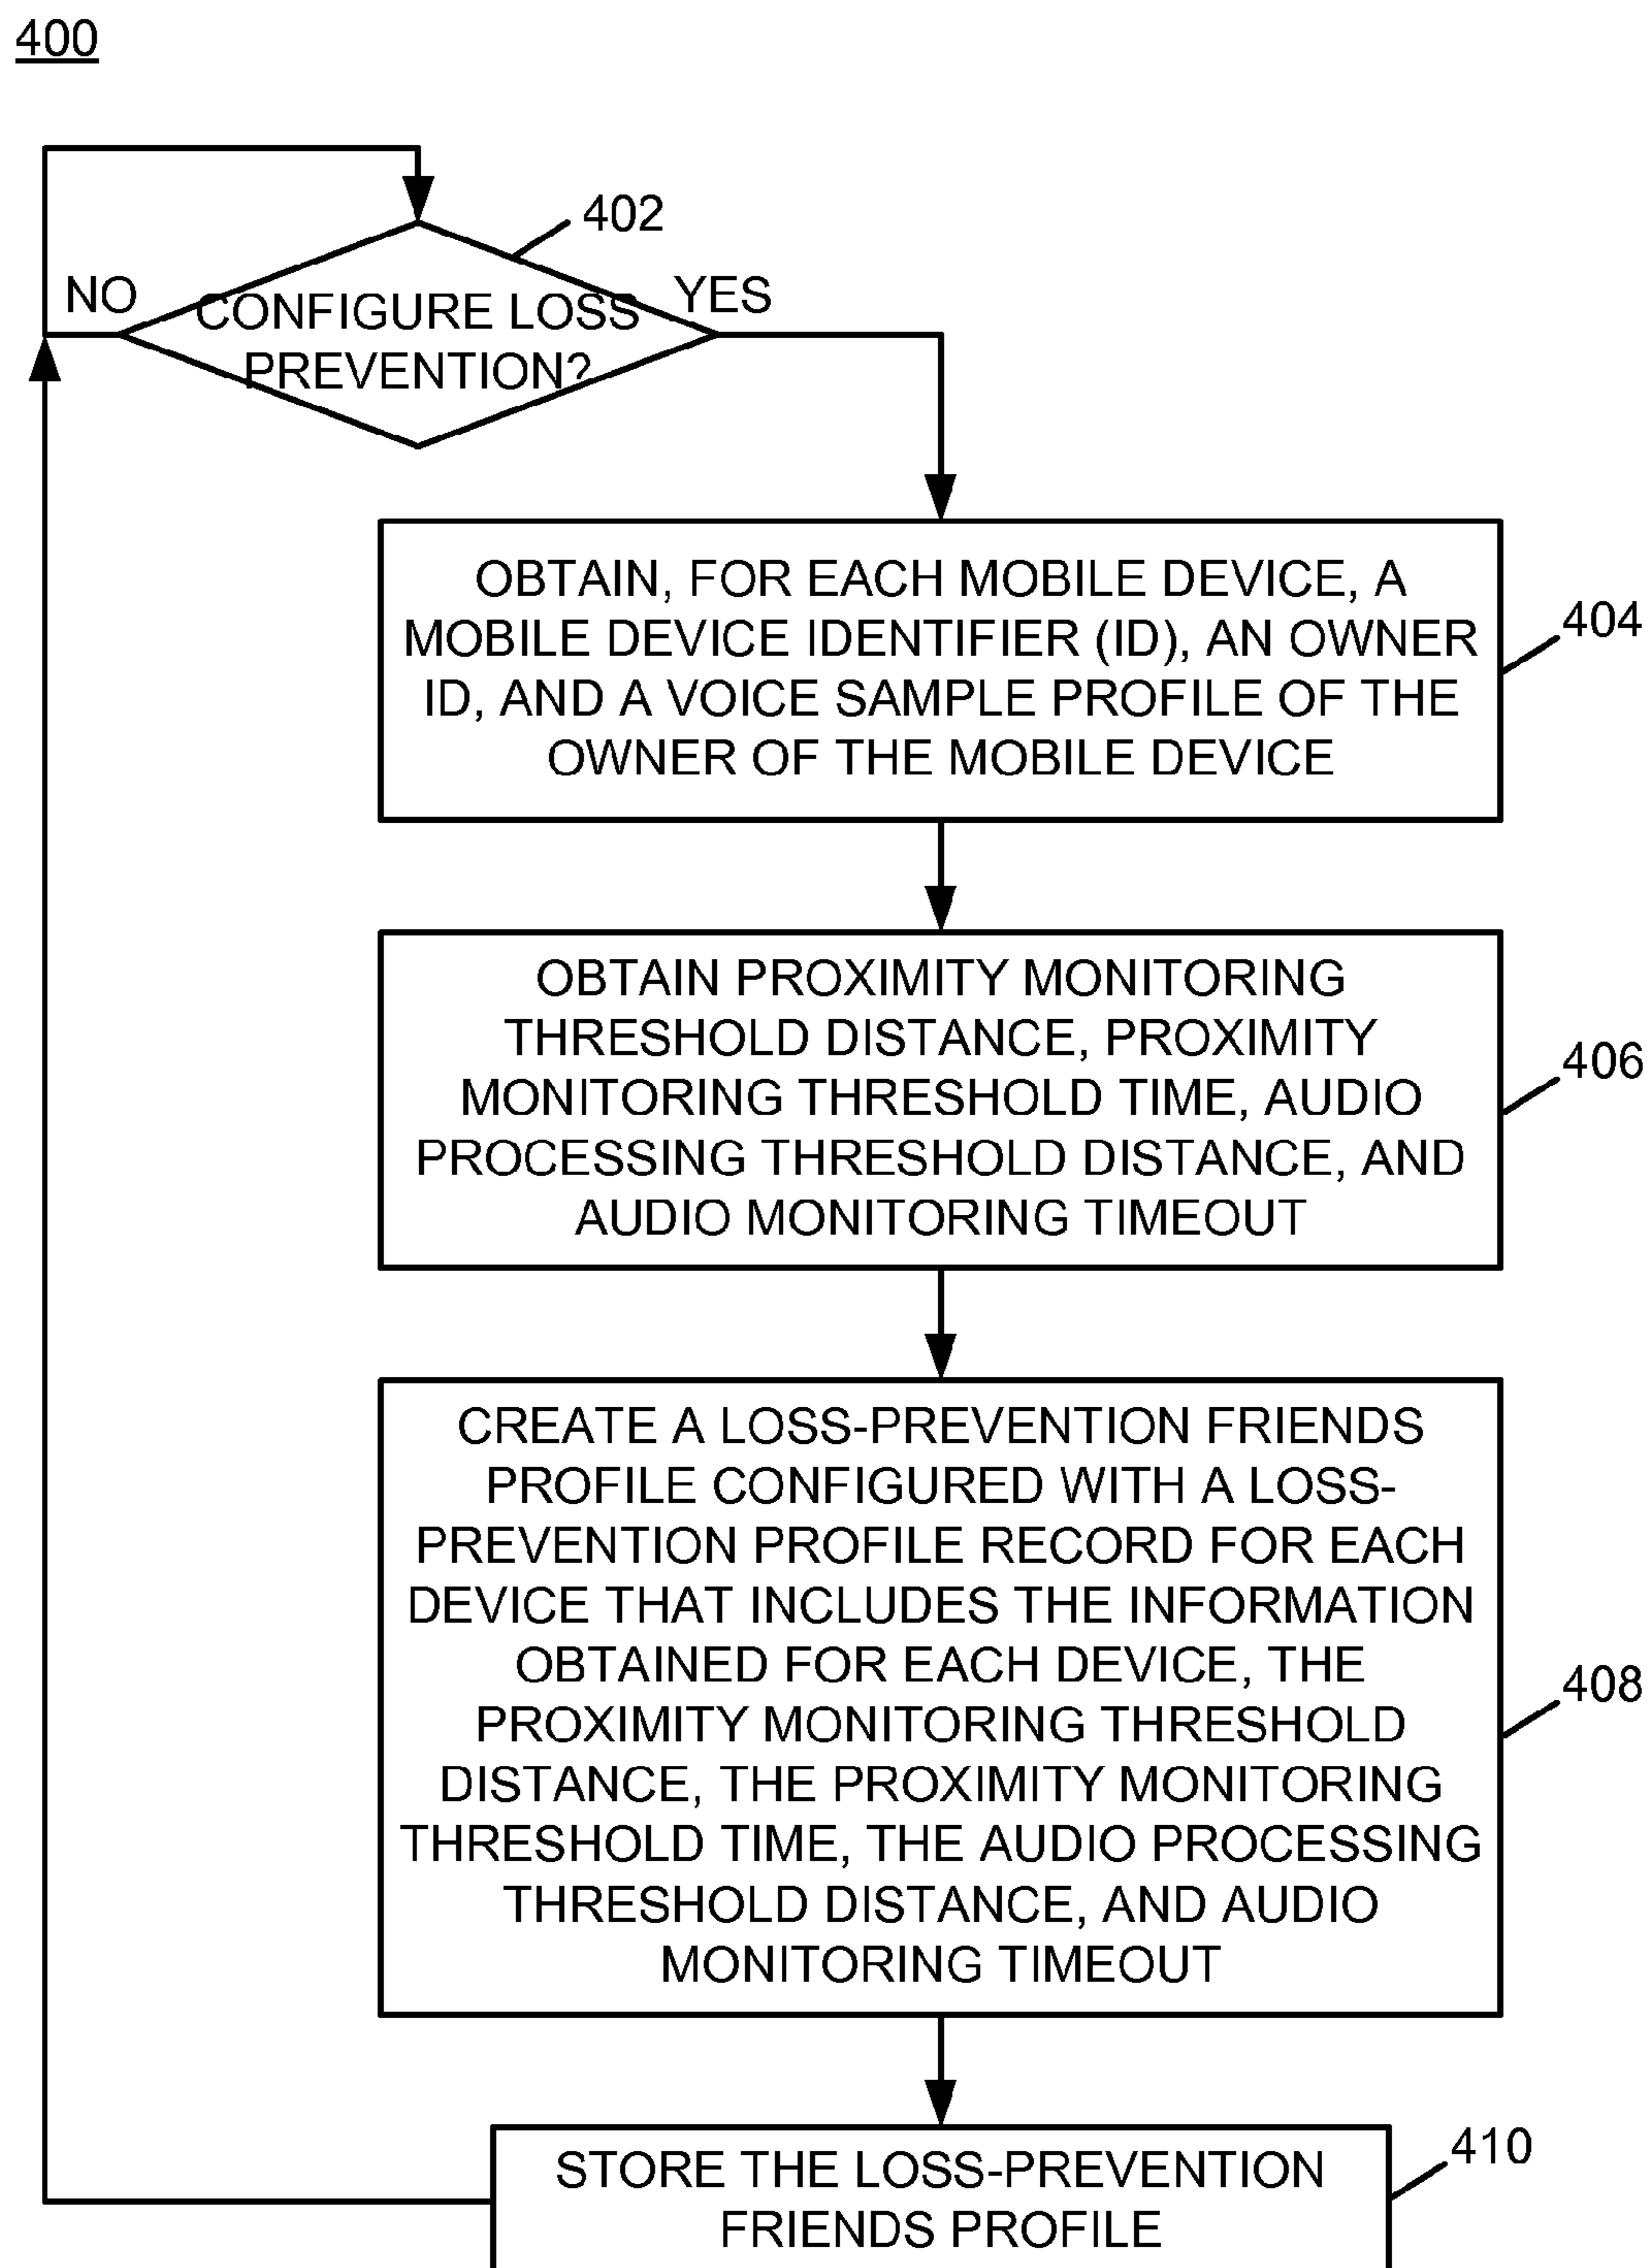 400
402
NO
YES
CONFIGURE LOSS
PREVENTION?
OBTAIN, FOR EACH MOBILE DEVICE, A
MOBILE DEVICE IDENTIFIER (ID), AN OWNER
ID, AND A VOICE SAMPLE PROFILE OF THE
OWNER OF THE MOBILE DEVICE
404
OBTAIN PROXIMITY MONITORING
THRESHOLD DISTANCE, PROXIMITY
MONITORING THRESHOLD TIME, AUDIO
PROCESSING THRESHOLD DISTANCE, AND
AUDIO MONITORING TIMEOUT
406
CREATE A LOSS-PREVENTION FRIENDS
PROFILE CONFIGURED WITH A LOSS-
PREVENTION PROFILE RECORD FOR EACH
DEVICE THAT INCLUDES THE INFORMATION
OBTAINED FOR EACH DEVICE, THE
PROXIMITY MONITORING THRESHOLD
DISTANCE, THE PROXIMITY MONITORING
THRESHOLD TIME, THE AUDIO PROCESSING
THRESHOLD DISTANCE, AND AUDIO
MONITORING TIMEOUT
408
STORE THE LOSS-PREVENTION
FRIENDS PROFILE
410